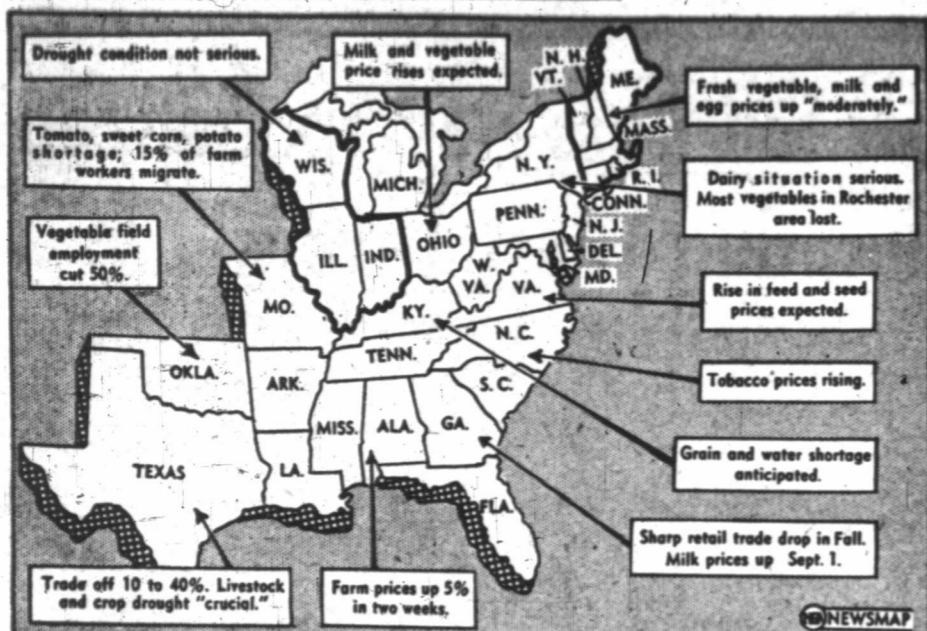 Drought condition not serious.
Milk and vegetable
price rises expected.
N. H.
VT.
ME.
Fresh vegetable, milk and
egg prices up "moderately."
MASS.
Tomato, sweet corn, potato
shortage; 15% of farm
workers migrate.
WIS.
MICH.
N. Y.
R. I.
CONN.
Dairy situation serious.
Most vegetables in Rochester
area lost.
PENN.
N. J.
DEL.
MD.
Vegetable field
employment
cut 50%.
ILL.
IND.
OHIO
W.
VA.
VA.
Rise in feed and seed
prices expected.
MO.
KY.
N. C.
TENN.
OKLA.
ARK.
S. C.
Tobacco prices rising.
MISS.
ALA.
GA.
TEXAS
LA.
FLA.
Grain and water shortage
anticipated.
Sharp retail trade drop in Fall.
Milk prices up Sept. 1.
Trade off 10 to 40%. Livestock
and crop drought "crucial."
Farm prices up 5%
in two weeks.
NEWSMAP